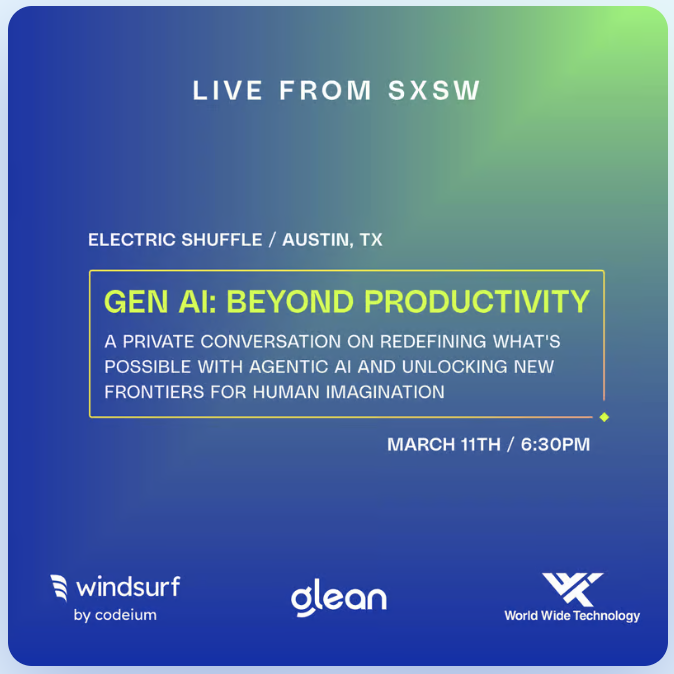 LIVE FROM SXSW
ELECTRIC SHUFFLE / AUSTIN, TX
GEN AI: BEYOND PRODUCTIVITY
A PRIVATE CONVERSATION ON REDEFINING WHAT'S
POSSIBLE WITH AGENTIC AI AND UNLOCKING NEW
FRONTIERS FOR HUMAN IMAGINATION
MARCH 11TH / 6:30PM
windsurf
by codeium
glean
World Wide Technology